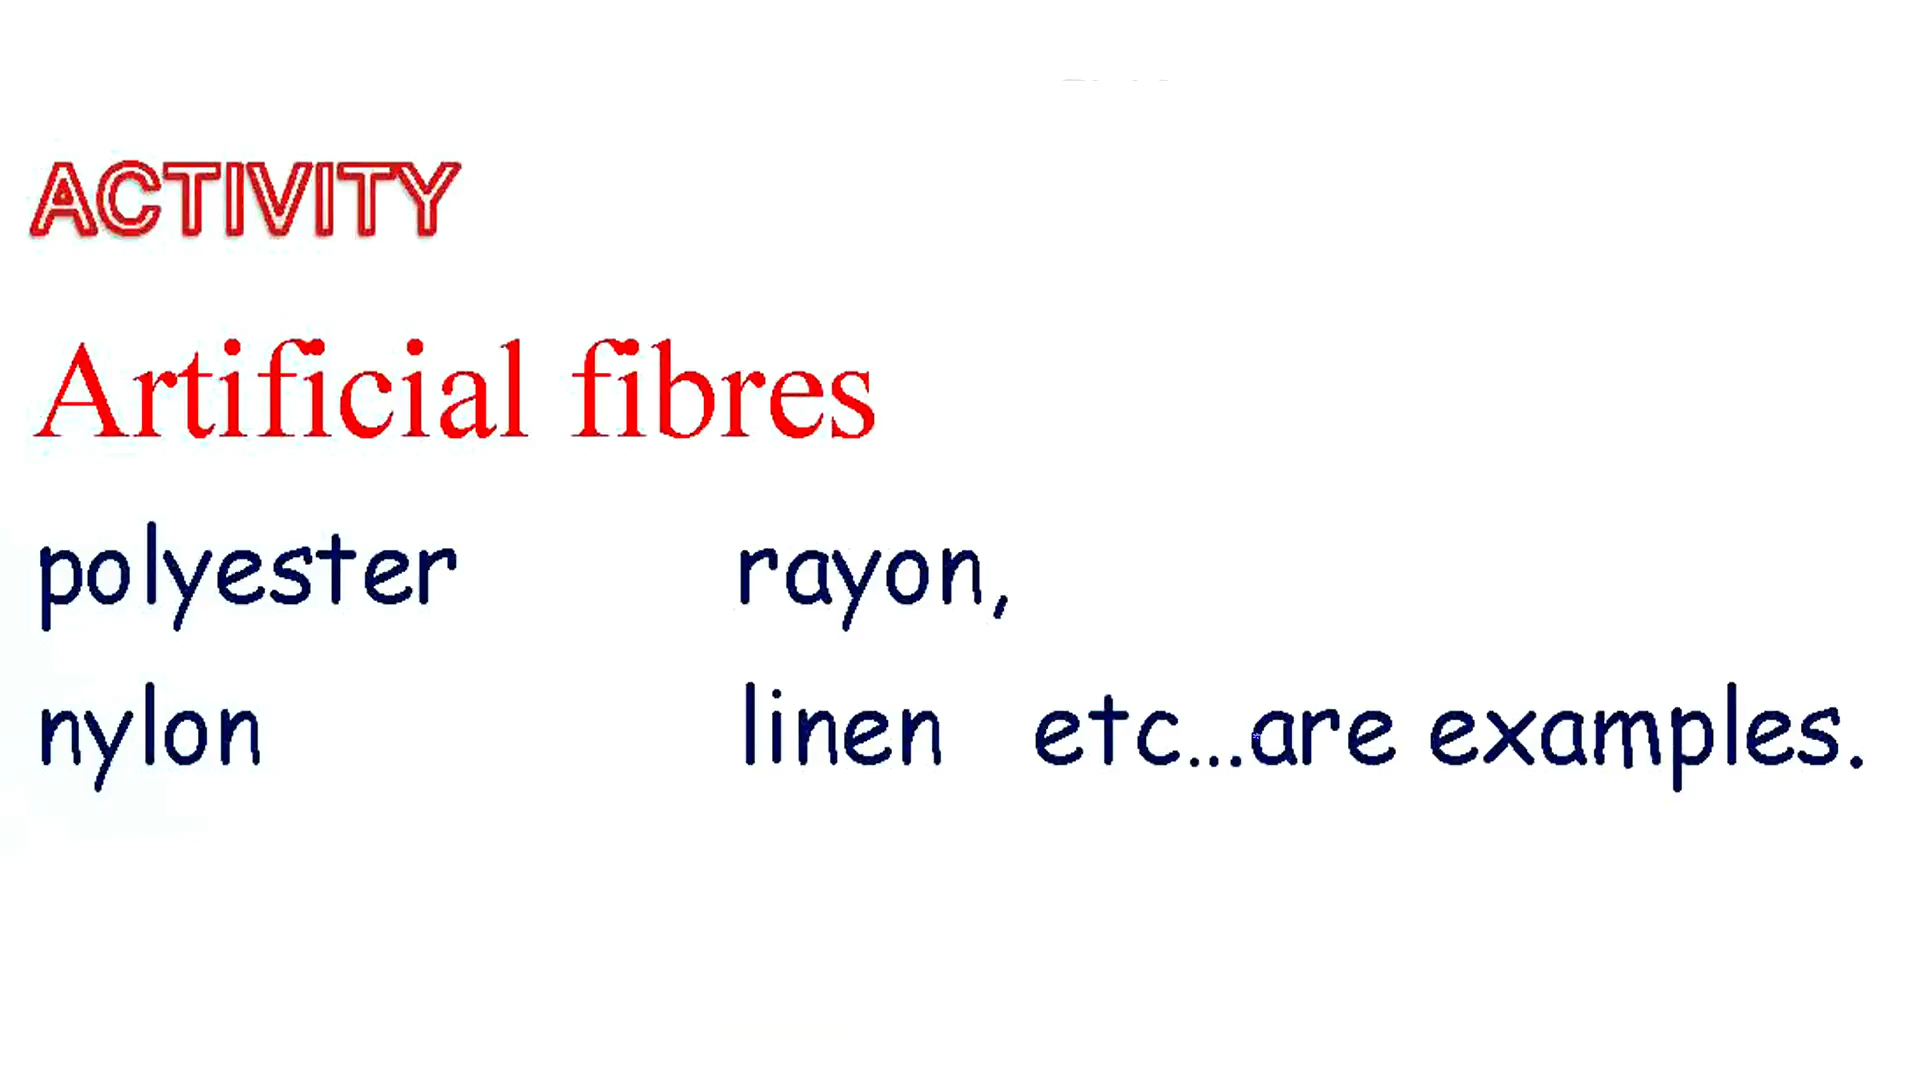 ACTIVITY
Artificial fibres
polyester rayon,
nylon linen etc...are examples.